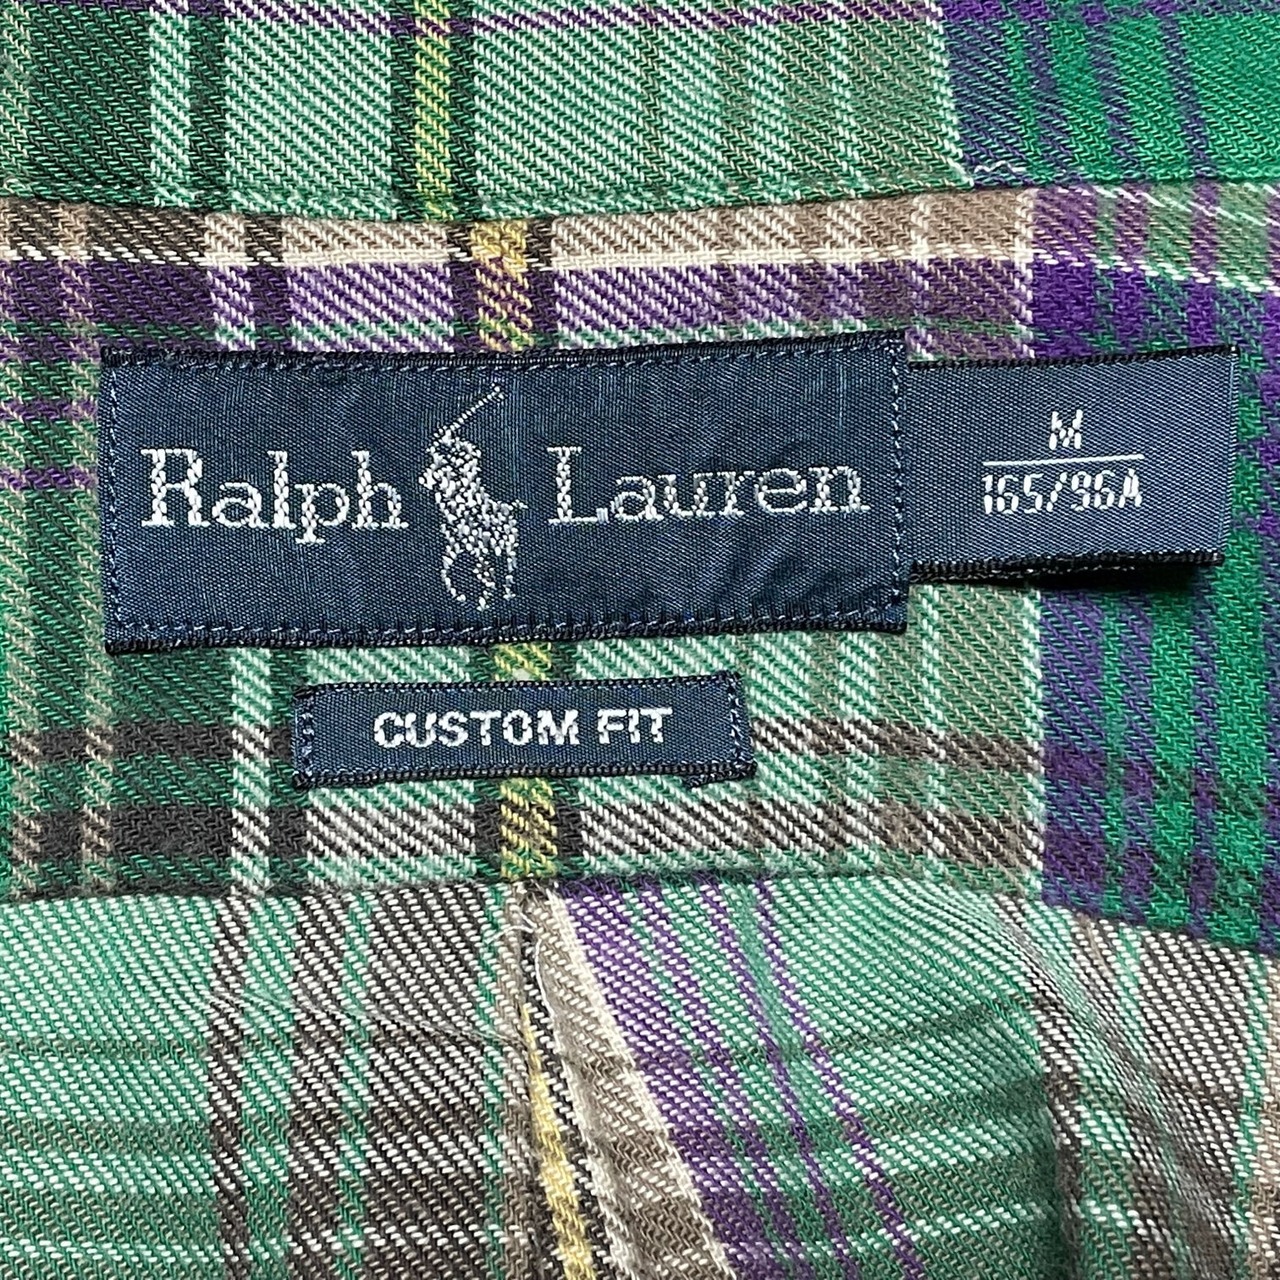 Ralph Lauren
M
165/96A
CUSTOM FIT